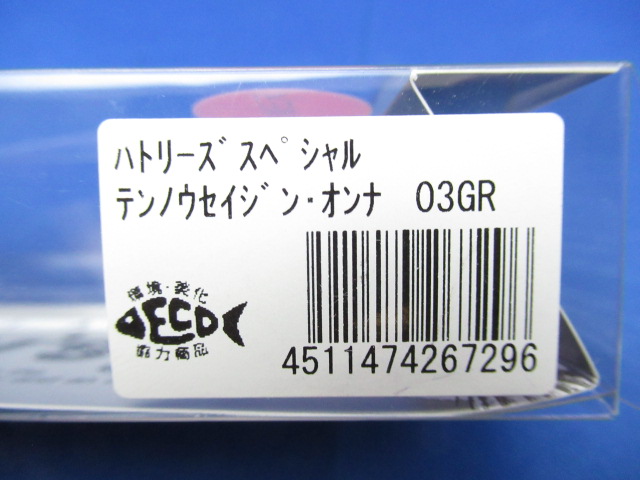 ﾊﾄﾘｰｽﾞｽﾍﾟｼｬﾙ
ﾃﾝﾉｳｾｲｼﾞﾝ･ｵﾝﾅ 03GR
環境･美化
ECO
協力商品
4511474267296